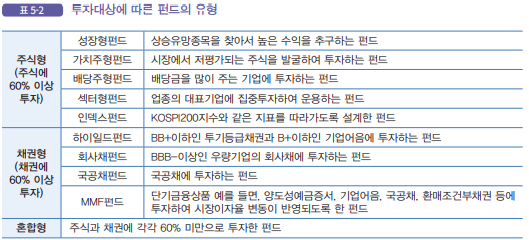 표 5-2 투자대상에 따른 펀드의 유형
주식형
(주식에
60% 이상
투자)
성장형펀드 상승유망종목을 찾아서 높은 수익을 추구하는 펀드
가치주형펀드 시장에서 저평가되는 주식을 발굴하여 투자하는 펀드
배당주형펀드 배당금을 많이 주는 기업에 투자하는 펀드
섹터형펀드 업종의 대표기업에 집중투자하여 운용하는 펀드
인덱스펀드 KOSPI200지수와 같은 지표를 따라가도록 설계한 펀드
채권형
(채권에
60% 이상
투자)
하이일드펀드 BB+이하인 투기등급채권과 B+이하인 기업어음에 투자하는 펀드
회사채펀드 BBB-이상인 우량기업의 회사채에 투자하는 펀드
국공채펀드 국공채에 투자하는 펀드
MMF펀드 단기금융상품 예를 들면, 양도성예금증서, 기업어음, 국공채, 환매조건부채권 등에
투자하여 시장이자율 변동이 반영되도록 한 펀드
혼합형 주식과 채권에 각각 60% 미만으로 투자한 펀드